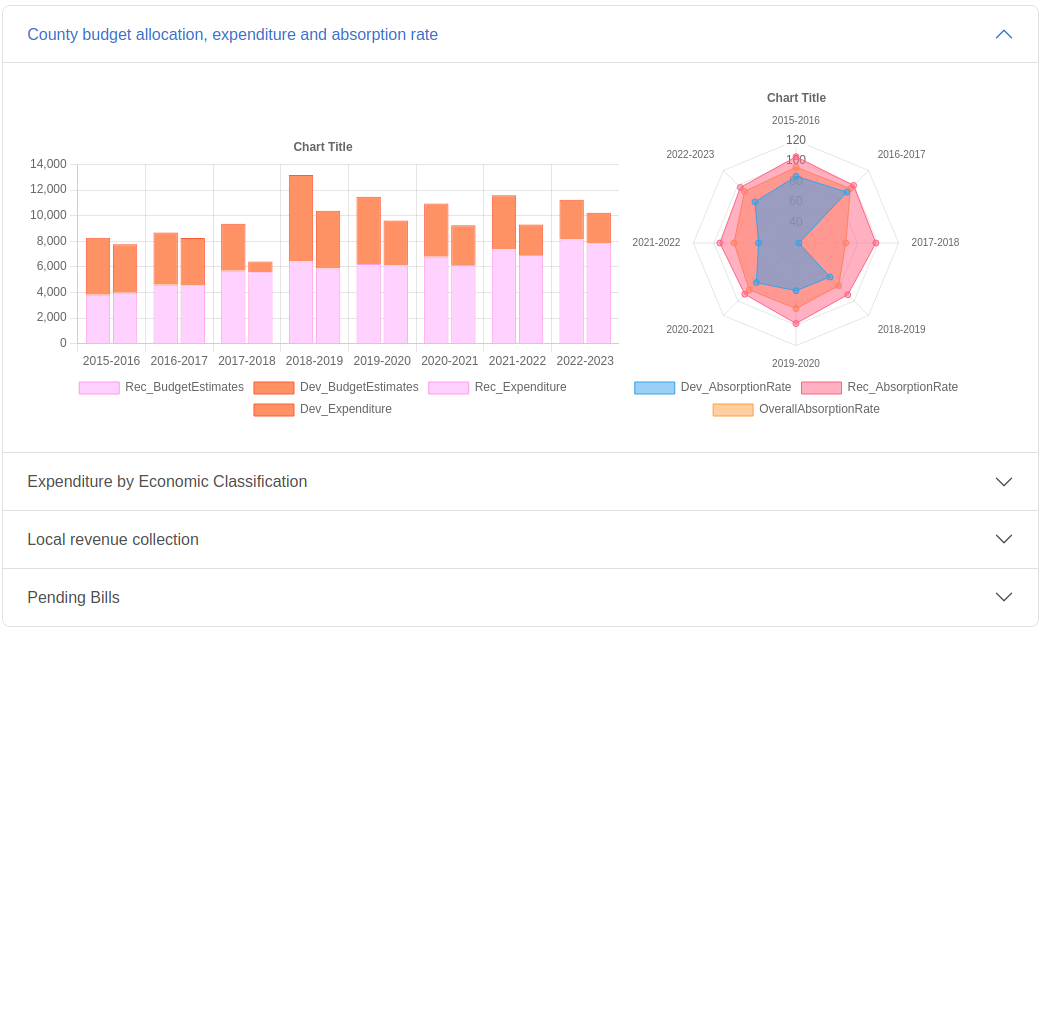 County budget allocation, expenditure and absorption rate
Chart Title
14,000
12,000
10,000
8,000
6,000
4,000
2,000
0
2015-2016 2016-2017 2017-2018 2018-2019 2019-2020 2020-2021 2021-2022 2022-2023
Rec_BudgetEstimates Dev_BudgetEstimates Rec_Expenditure
Dev_Expenditure
Chart Title
2015-2016
120
2022-2023 2016-2017
100
80
60
40
2021-2022 2017-2018
2020-2021 2018-2019
2019-2020
Dev_AbsorptionRate Rec_AbsorptionRate
OverallAbsorptionRate
Expenditure by Economic Classification
Local revenue collection
Pending Bills